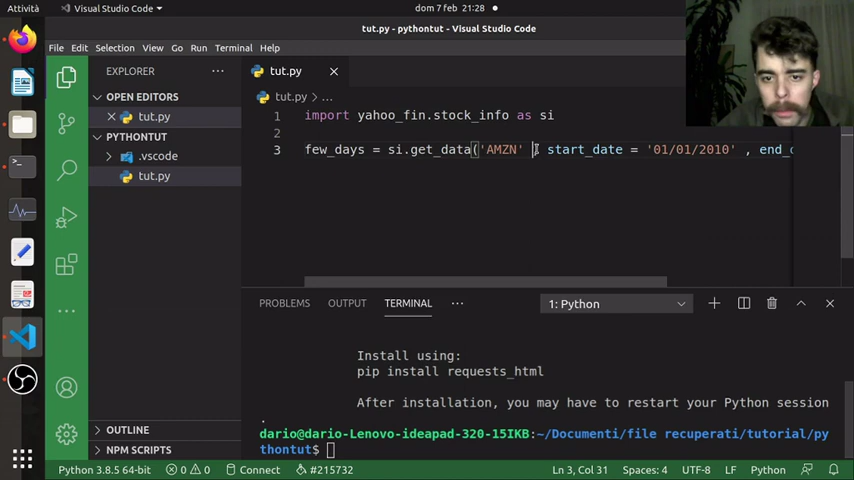 Attività
Visual Studio Code
dom 7 feb 21:28
tut.py - pythontut - Visual Studio Code
File Edit Selection View Go Run Terminal Help
EXPLORER
tut.py
OPEN EDITORS
tut.py > ...
tut.py
PYTHONTUT
.vscode
tut.py
1 import yahoo_fin.stock_info as si
2
3 few_days = si.get_data('AMZN' , start_date = '01/01/2010' , end_
PROBLEMS OUTPUT TERMINAL ... 1: Python
Install using:
pip install requests_html
After installation, you may have to restart your Python session
.
dario@dario-Lenovo-ideapad-320-15IKB:~/Documenti/file recuperati/tutorial/py
thontut$
OUTLINE
NPM SCRIPTS
Python 3.8.5 64-bit 0 0 Connect #215732 Ln 3, Col 31 Spaces: 4 UTF-8 LF Python